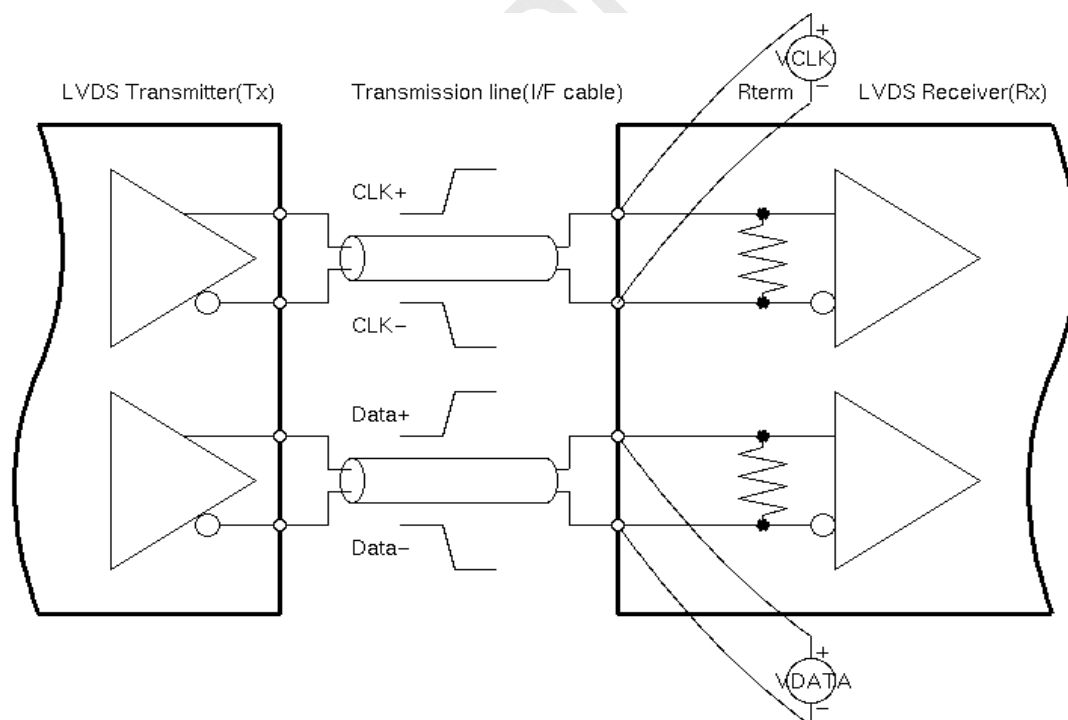 VCLK
+
−
LVDS Transmitter(Tx)
Transmission line(I/F cable)
Rterm
LVDS Receiver(Rx)
CLK+
CLK−
Data+
Data−
+
VDATA
−